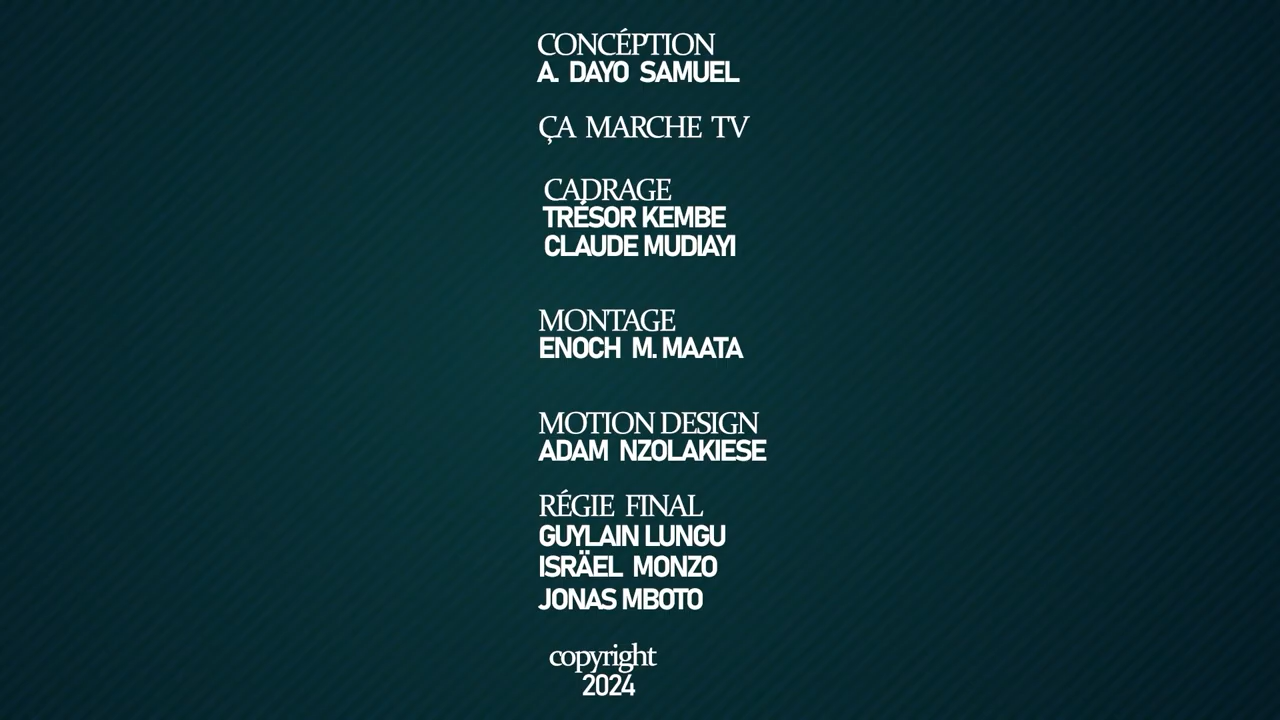 CONCÉPTION
A. DAYO SAMUEL
ÇA MARCHE TV
CADRAGE
TRÉSOR KEMBE
CLAUDE MUDIAYI
MONTAGE
ENOCH M. MAATA
MOTION DESIGN
ADAM NZOLAKIESE
RÉGIE FINAL
GUYLAIN LUNGU
ISRÄEL MONZO
JONAS MBOTO
copyright
2024